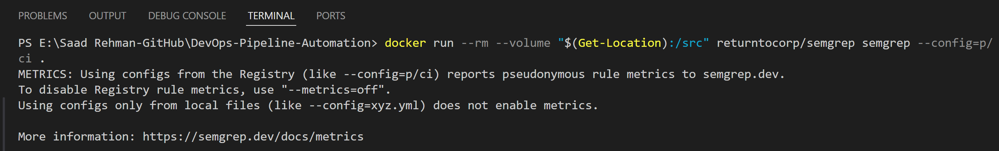 PROBLEMS OUTPUT DEBUG CONSOLE TERMINAL PORTS
PS E:\Saad Rehman-GitHub\DevOps-Pipeline-Automation> docker run --rm --volume "$(Get-Location):/src" returntocorp/semgrep semgrep --config=p/
ci .
METRICS: Using configs from the Registry (like --config=p/ci) reports pseudonymous rule metrics to semgrep.dev.
To disable Registry rule metrics, use "--metrics=off".
Using configs only from local files (like --config=xyz.yml) does not enable metrics.
More information: https://semgrep.dev/docs/metrics